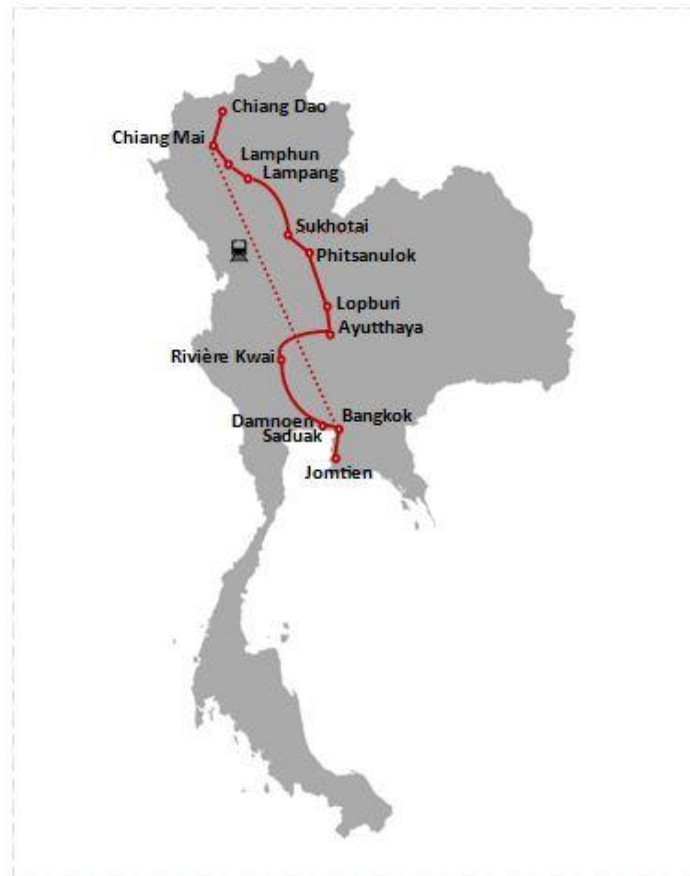 Chiang Dao
Chiang Mai
Lamphun
Lampang
Sukhotai
Phitsanulok
Lopburi
Ayutthaya
Rivière Kwai
Damnoen
Saduak
Bangkok
Jomtien